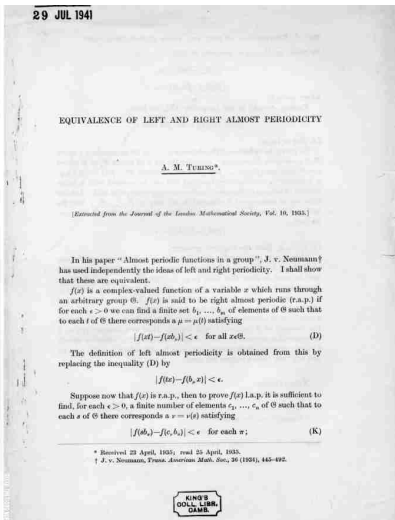 29 JUL 1941
EQUIVALENCE OF LEFT AND RIGHT ALMOST PERIODICITY
A. M. TURING*.
[Extracted from the Journal of the London Mathematical Society, Vol. 10, 1935.]
In his paper “Almost periodic functions in a group”, J. v. Neumann†
has used independently the ideas of left and right periodicity. I shall show
that these are equivalent.
f(x) is a complex-valued function of a variable x which runs through
an arbitrary group 𝔊. f(x) is said to be right almost periodic (r.a.p.) if
for each ϵ > 0 we can find a finite set b₁, ..., bₘ of elements of 𝔊 such that
to each t of 𝔊 there corresponds a μ = μ(t) satisfying
|f(xt)−f(xbμ)| < ϵ for all xϵ𝔊. (D)
The definition of left almost periodicity is obtained from this by
replacing the inequality (D) by
|f(tx)−f(bμx)| < ϵ.
Suppose now that f(x) is r.a.p., then to prove f(x) l.a.p. it is sufficient to
find, for each ϵ > 0, a finite number of elements c₁, ..., cₙ of 𝔊 such that to
each s of 𝔊 there corresponds a ν = ν(s) satisfying
|f(sbπ)−f(cνbπ)| < ϵ for each π; (K)
* Received 23 April, 1935; read 25 April, 1935.
† J. v. Neumann, Trans. American Math. Soc., 36 (1934), 445–492.
KING'S
COLL. LIBR.
CAMB.